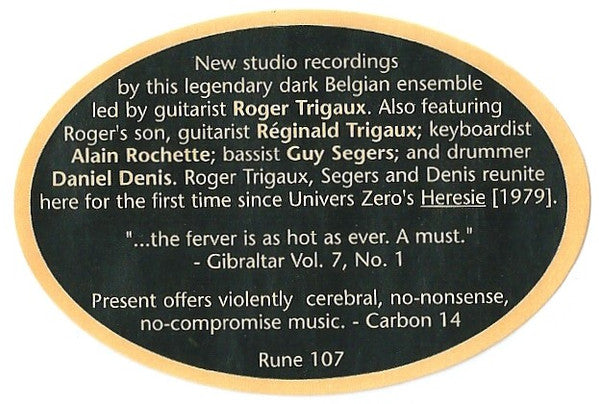 New studio recordings
by this legendary dark Belgian ensemble
led by guitarist Roger Trigaux. Also featuring
Roger's son, guitarist Réginald Trigaux; keyboardist
Alain Rochette; bassist Guy Segers; and drummer
Daniel Denis. Roger Trigaux, Segers and Denis reunite
here for the first time since Univers Zero's Heresie [1979].
"...the ferver is as hot as ever. A must."
- Gibraltar Vol. 7, No. 1
Present offers violently cerebral, no-nonsense,
no-compromise music. - Carbon 14
Rune 107